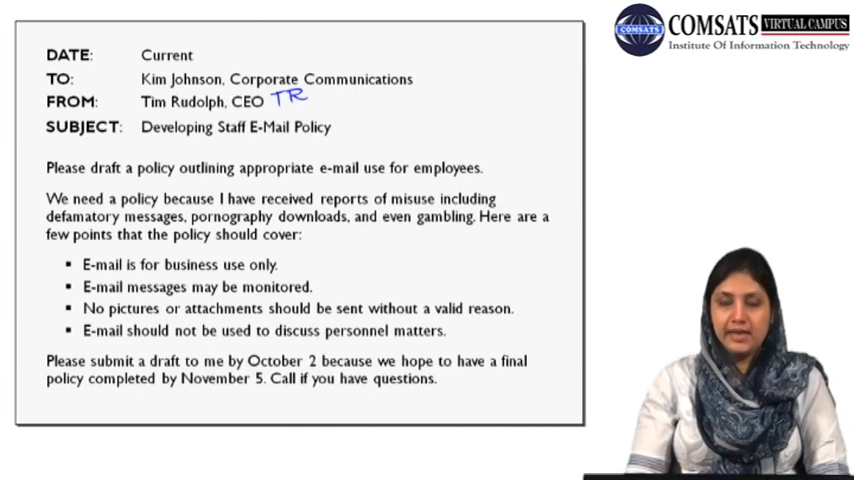 COMSATS
COMSATS VIRTUAL CAMPUS
Institute Of Information Technology
DATE: Current
TO: Kim Johnson, Corporate Communications
FROM: Tim Rudolph, CEO TR
SUBJECT: Developing Staff E-Mail Policy
Please draft a policy outlining appropriate e-mail use for employees.
We need a policy because I have received reports of misuse including
defamatory messages, pornography downloads, and even gambling. Here are a
few points that the policy should cover:
▪ E-mail is for business use only.
▪ E-mail messages may be monitored.
▪ No pictures or attachments should be sent without a valid reason.
▪ E-mail should not be used to discuss personnel matters.
Please submit a draft to me by October 2 because we hope to have a final
policy completed by November 5. Call if you have questions.